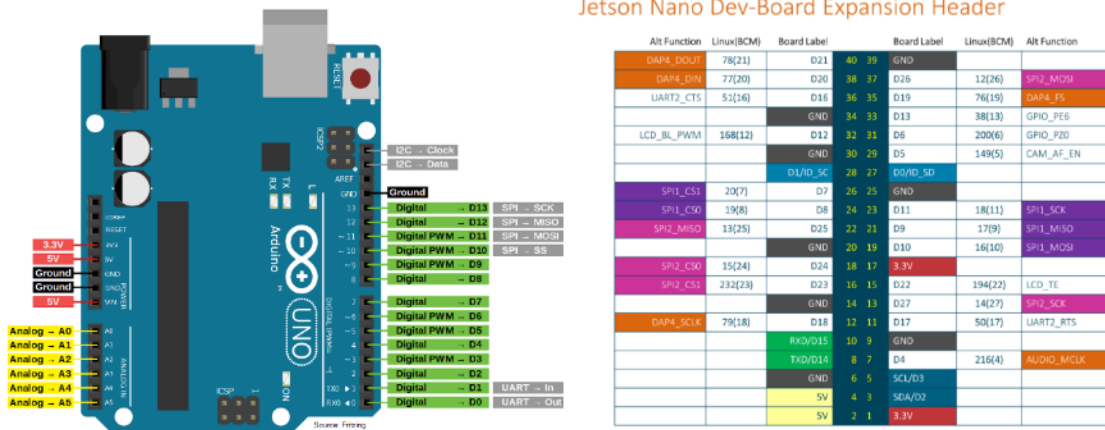 Jetson Nano Dev-Board Expansion Header
RESET
ICSP2
I2C → Clock
I2C → Data
AREF
GND Ground
13 Digital → D13 SPI → SCK
12 Digital → D12 SPI → MISO
~11 Digital PWM → D11 SPI → MOSI
~10 Digital PWM → D10 SPI → SS
~9 Digital PWM → D9
8 Digital → D8
7 Digital → D7
~6 Digital PWM → D6
~5 Digital PWM → D5
4 Digital → D4
~3 Digital PWM → D3
2 Digital → D2
TX0 ▶ 1 Digital → D1 UART → In
RX0 ◀ 0 Digital → D0 UART → Out
RX TX L
Arduino
UNO
DIGITAL (PWM~)
ON
ICSP 1
IOREF
RESET
3.3V 3V3
5V 5V
Ground GND
Ground GND
5V VIN
POWER
Analog → A0 A0
Analog → A1 A1
Analog → A2 A2
Analog → A3 A3
Analog → A4 A4
Analog → A5 A5
ANALOG IN
Source: Fritzing
Alt Function Linux(BCM) Board Label Board Label Linux(BCM) Alt Function
DAP4_DOUT 78(21) D21 40 39 GND
DAP4_DIN 77(20) D20 38 37 D26 12(26) SPI2_MOSI
UART2_CTS 51(16) D16 36 35 D19 76(19) DAP4_FS
GND 34 33 D13 38(13) GPIO_PE6
LCD_BL_PWM 168(12) D12 32 31 D6 200(6) GPIO_PZ0
GND 30 29 D5 149(5) CAM_AF_EN
D1/ID_SC 28 27 D0/ID_SD
SPI1_CS1 20(7) D7 26 25 GND
SPI1_CS0 19(8) D8 24 23 D11 18(11) SPI1_SCK
SPI2_MISO 13(25) D25 22 21 D9 17(9) SPI1_MISO
GND 20 19 D10 16(10) SPI1_MOSI
SPI2_CS0 15(24) D24 18 17 3.3V
SPI2_CS1 232(23) D23 16 15 D22 194(22) LCD_TE
GND 14 13 D27 14(27) SPI2_SCK
DAP4_SCLK 79(18) D18 12 11 D17 50(17) UART2_RTS
RXD/D15 10 9 GND
TXD/D14 8 7 D4 216(4) AUDIO_MCLK
GND 6 5 SCL/D3
5V 4 3 SDA/D2
5V 2 1 3.3V